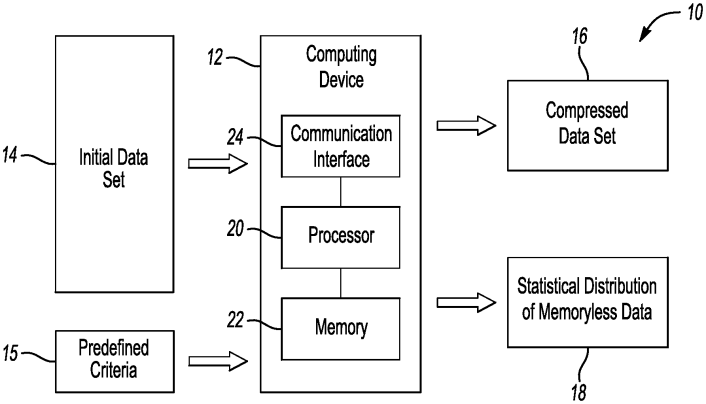 10
14
Initial Data
Set
15
Predefined
Criteria
12
Computing
Device
24
Communication
Interface
20
Processor
22
Memory
16
Compressed
Data Set
Statistical Distribution
of Memoryless Data
18